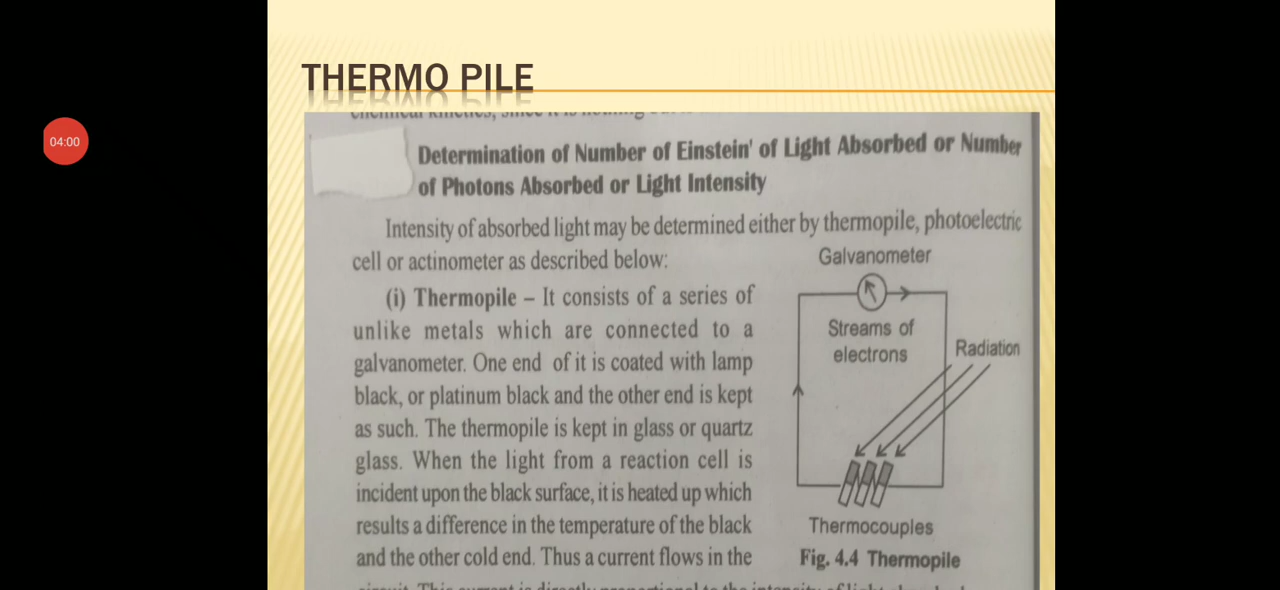 THERMO PILE
04:00
Determination of Number of Einstein' of Light Absorbed or Number
of Photons Absorbed or Light Intensity
Intensity of absorbed light may be determined either by thermopile, photoelectric
cell or actinometer as described below:
(i) Thermopile – It consists of a series of
unlike metals which are connected to a
galvanometer. One end of it is coated with lamp
black, or platinum black and the other end is kept
as such. The thermopile is kept in glass or quartz
glass. When the light from a reaction cell is
incident upon the black surface, it is heated up which
results a difference in the temperature of the black
and the other cold end. Thus a current flows in the
Galvanometer
Streams of
electrons
Radiation
Thermocouples
Fig. 4.4 Thermopile